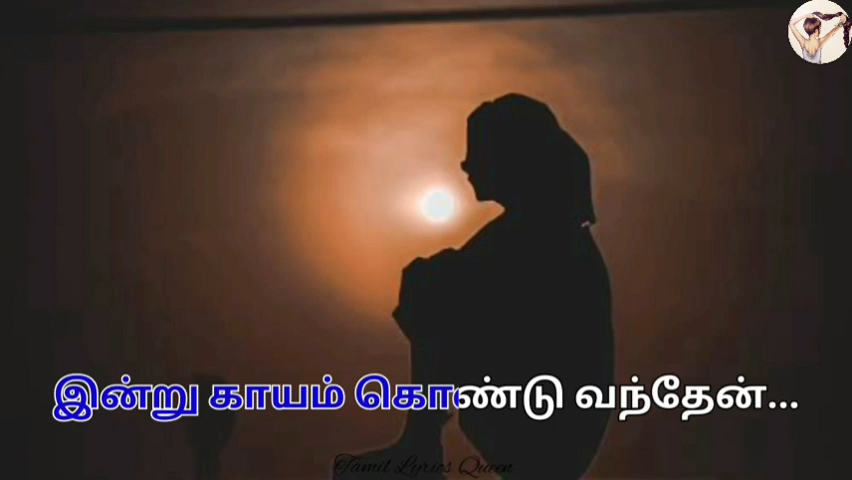 இன்று காயம் கொண்டு வந்தேன்...
Tamil Lyrics Queen